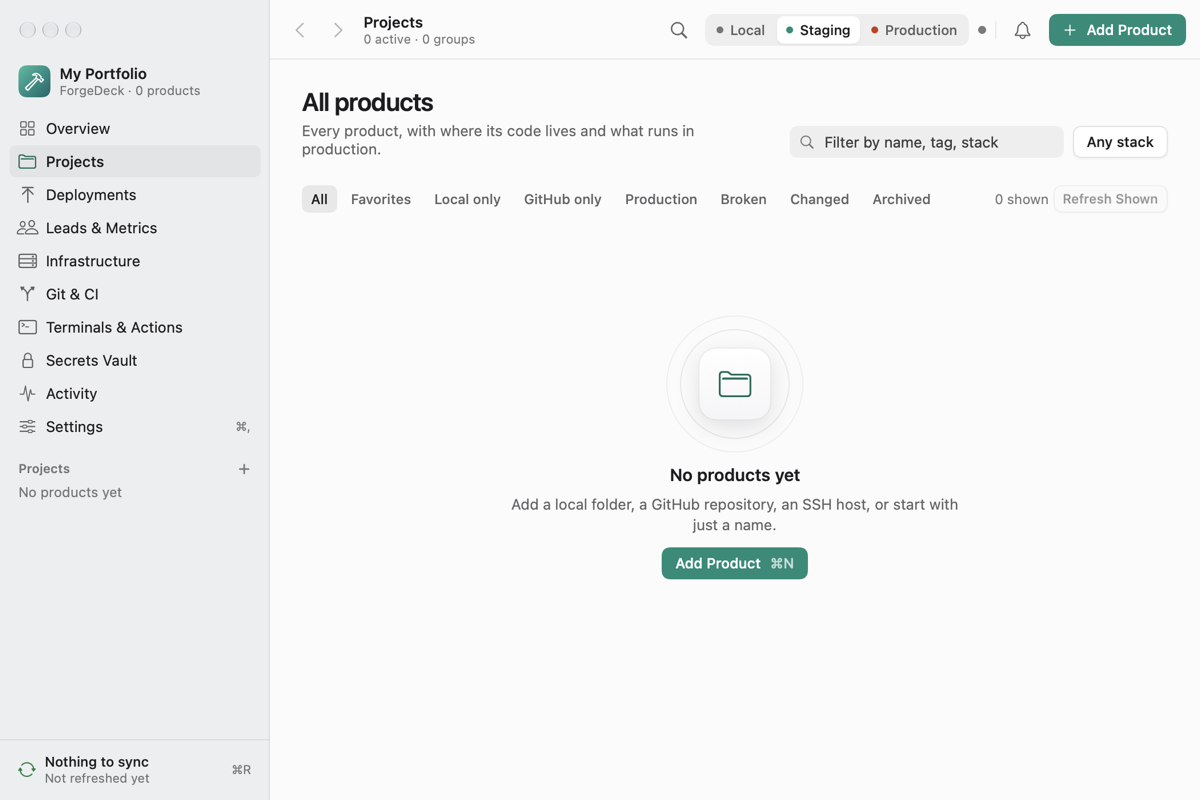 Projects
0 active · 0 groups
Local
Staging
Production
Add Product
My Portfolio
ForgeDeck · 0 products
Overview
Projects
Deployments
Leads & Metrics
Infrastructure
Git & CI
Terminals & Actions
Secrets Vault
Activity
Settings ⌘,
Projects
No products yet
Nothing to sync
Not refreshed yet
⌘R
All products
Every product, with where its code lives and what runs in
production.
Filter by name, tag, stack
Any stack
All
Favorites
Local only
GitHub only
Production
Broken
Changed
Archived
0 shown
Refresh Shown
No products yet
Add a local folder, a GitHub repository, an SSH host, or start with
just a name.
Add Product ⌘N